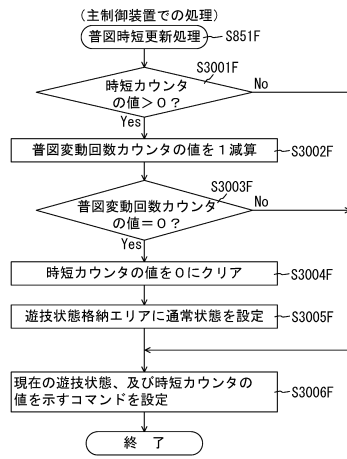 (主制御装置での処理)
普図時短更新処理
S851F
S3001F
時短カウンタ
の値>0?
No
Yes
普図変動回数カウンタの値を1減算
S3002F
S3003F
普図変動回数カウンタ
の値=0?
No
Yes
時短カウンタの値を0にクリア
S3004F
遊技状態格納エリアに通常状態を設定
S3005F
現在の遊技状態、及び時短カウンタの
値を示すコマンドを設定
S3006F
終 了